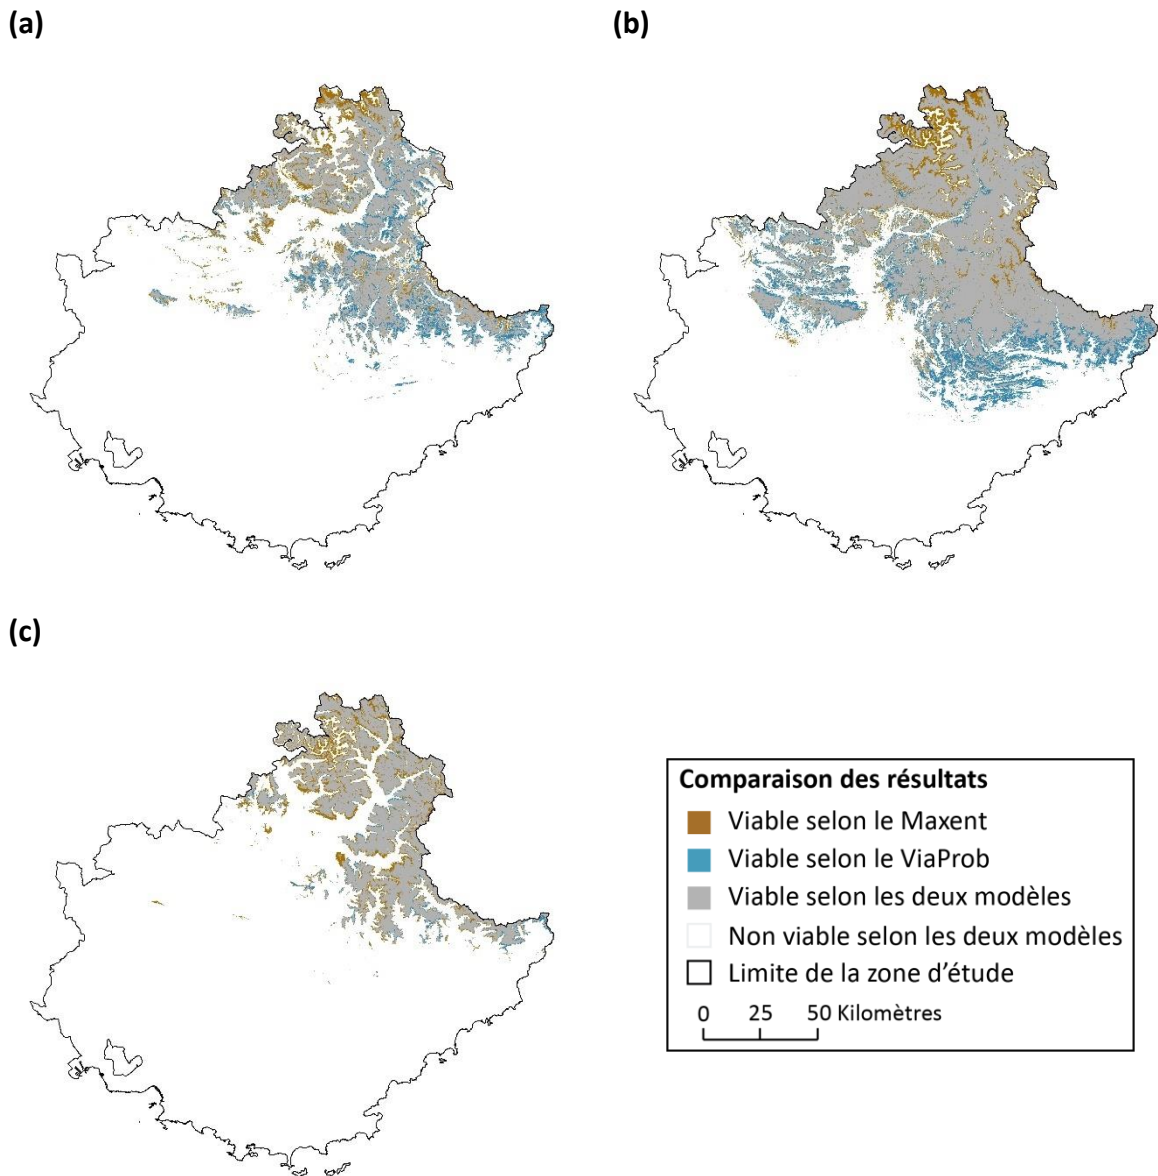 (a)
(b)
(c)
Comparaison des résultats
Viable selon le Maxent
Viable selon le ViaProb
Viable selon les deux modèles
Non viable selon les deux modèles
Limite de la zone d'étude
0 25 50 Kilomètres